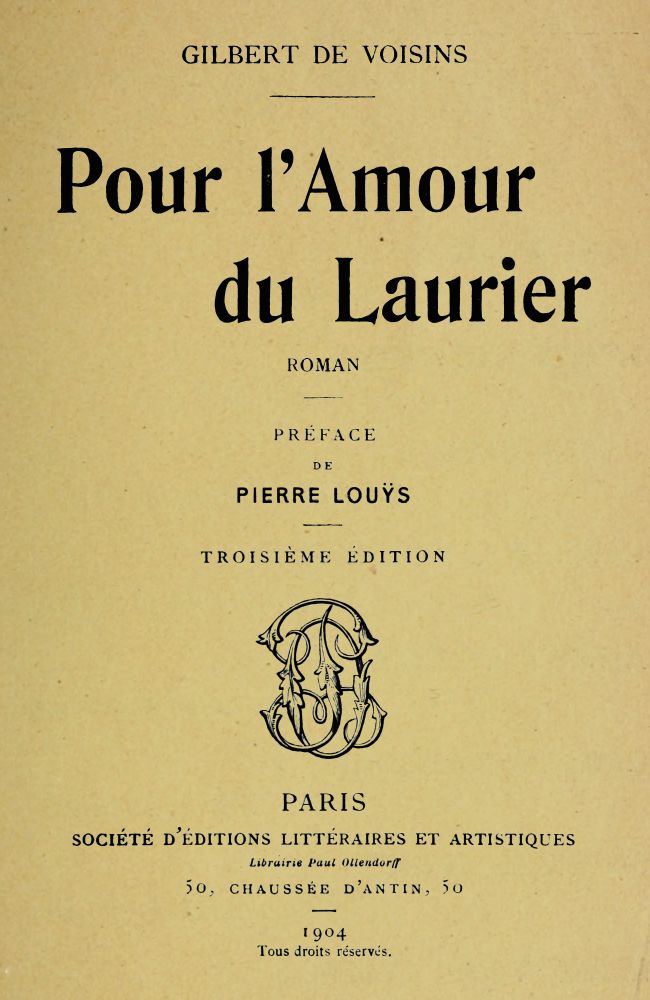 GILBERT DE VOISINS
Pour l'Amour
du Laurier
ROMAN
PRÉFACE
DE
PIERRE LOUŸS
TROISIÈME ÉDITION
PARIS
SOCIÉTÉ D'ÉDITIONS LITTÉRAIRES ET ARTISTIQUES
Librairie Paul Ollendorff
50, CHAUSSÉE D'ANTIN, 50
1904
Tous droits réservés.